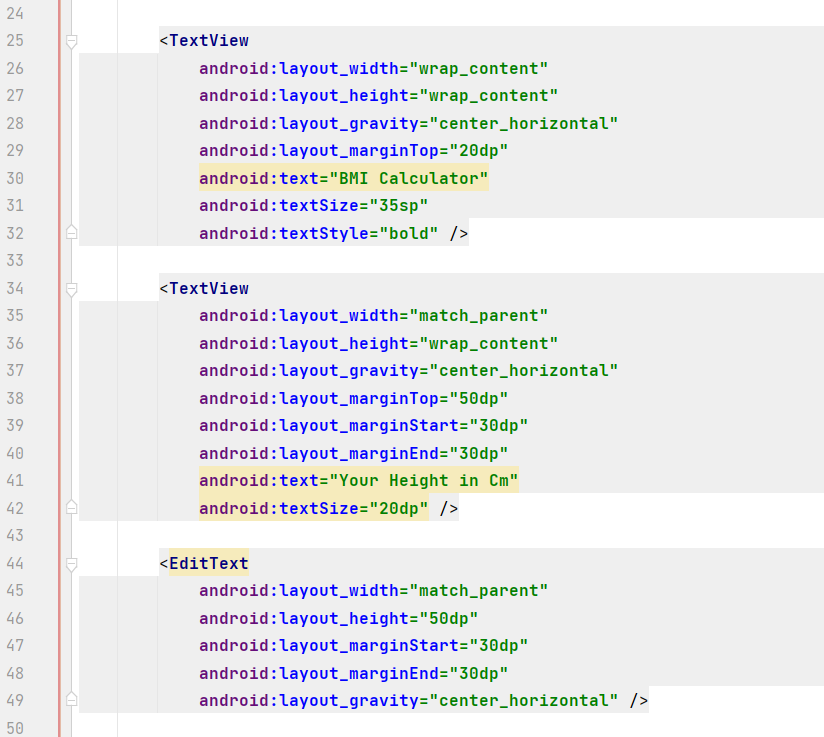 24
25 <TextView
26 android:layout_width="wrap_content"
27 android:layout_height="wrap_content"
28 android:layout_gravity="center_horizontal"
29 android:layout_marginTop="20dp"
30 android:text="BMI Calculator"
31 android:textSize="35sp"
32 android:textStyle="bold" />
33
34 <TextView
35 android:layout_width="match_parent"
36 android:layout_height="wrap_content"
37 android:layout_gravity="center_horizontal"
38 android:layout_marginTop="50dp"
39 android:layout_marginStart="30dp"
40 android:layout_marginEnd="30dp"
41 android:text="Your Height in Cm"
42 android:textSize="20dp" />
43
44 <EditText
45 android:layout_width="match_parent"
46 android:layout_height="50dp"
47 android:layout_marginStart="30dp"
48 android:layout_marginEnd="30dp"
49 android:layout_gravity="center_horizontal" />
50